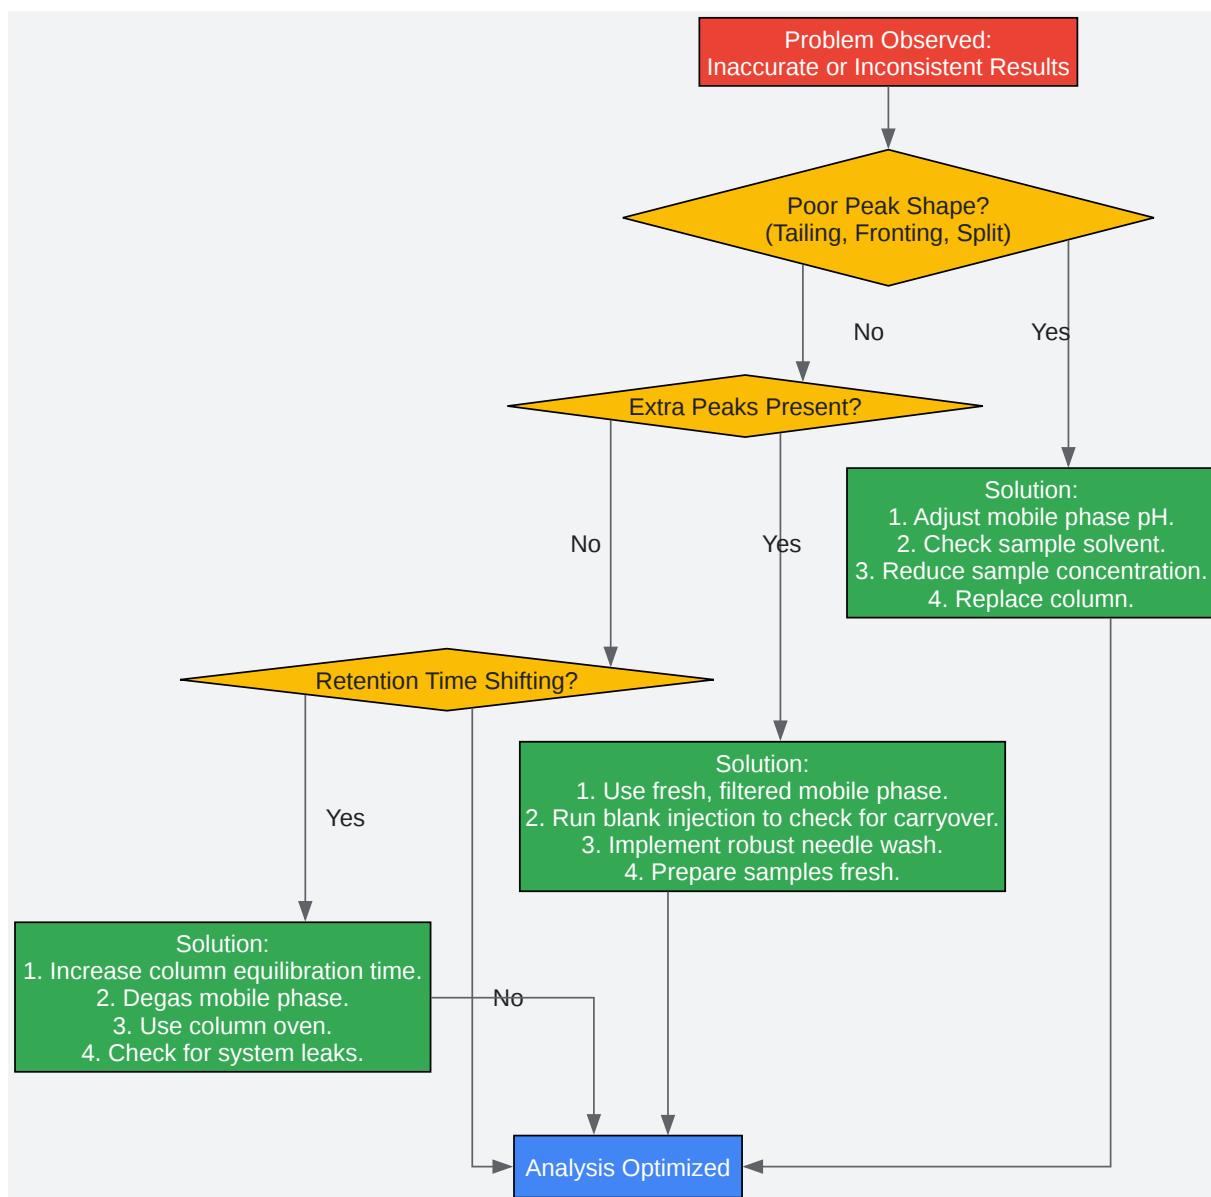 Problem Observed:
Inaccurate or Inconsistent Results
Poor Peak Shape?
(Tailing, Fronting, Split)
No
Yes
Extra Peaks Present?
Solution:
1. Adjust mobile phase pH.
2. Check sample solvent.
3. Reduce sample concentration.
4. Replace column.
No
Yes
Retention Time Shifting?
Solution:
1. Use fresh, filtered mobile phase.
2. Run blank injection to check for carryover.
3. Implement robust needle wash.
4. Prepare samples fresh.
Yes
Solution:
1. Increase column equilibration time.
2. Degas mobile phase.
3. Use column oven.
4. Check for system leaks.
No
Analysis Optimized